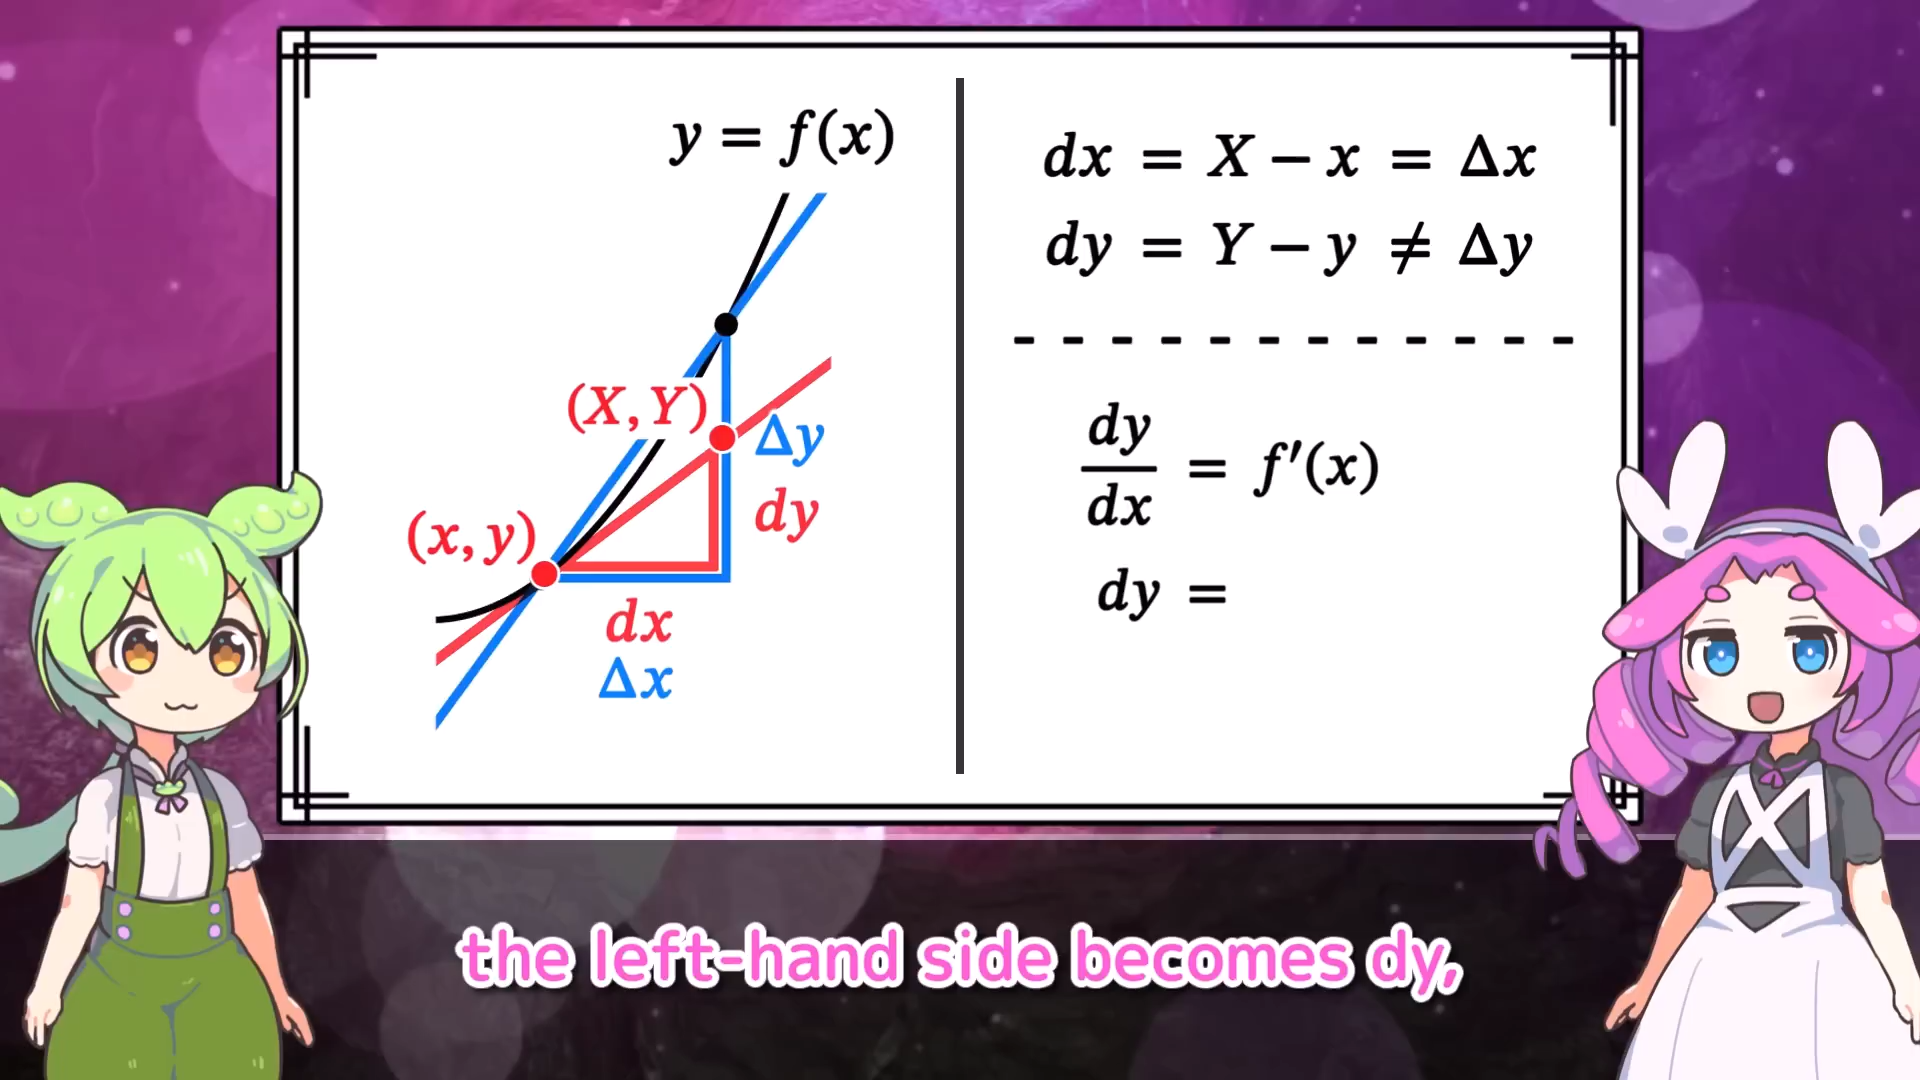 y = f(x)
(X, Y)
Δy
dy
(x, y)
dx
Δx
dx = X − x = Δx
dy = Y − y ≠ Δy
- - - - - - - - - - - -
dy/dx = f′(x)
dy =
the left-hand side becomes dy,